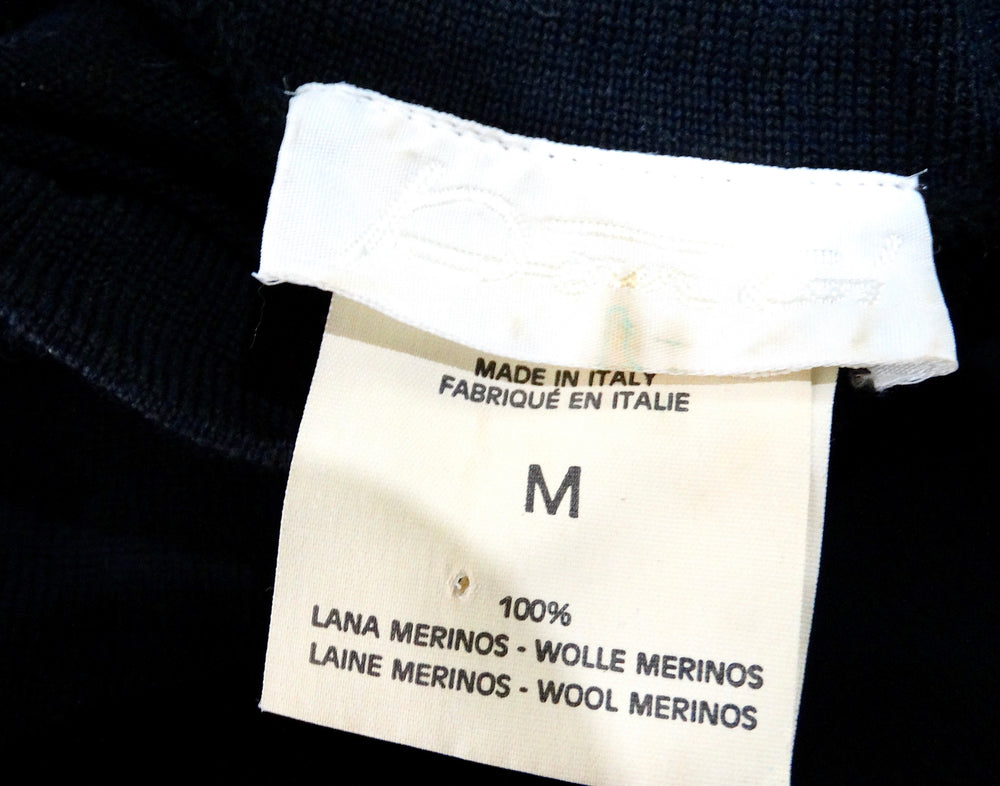 MADE IN ITALY
FABRIQUÉ EN ITALIE
M
100%
LANA MERINOS - WOLLE MERINOS
LAINE MERINOS - WOOL MERINOS